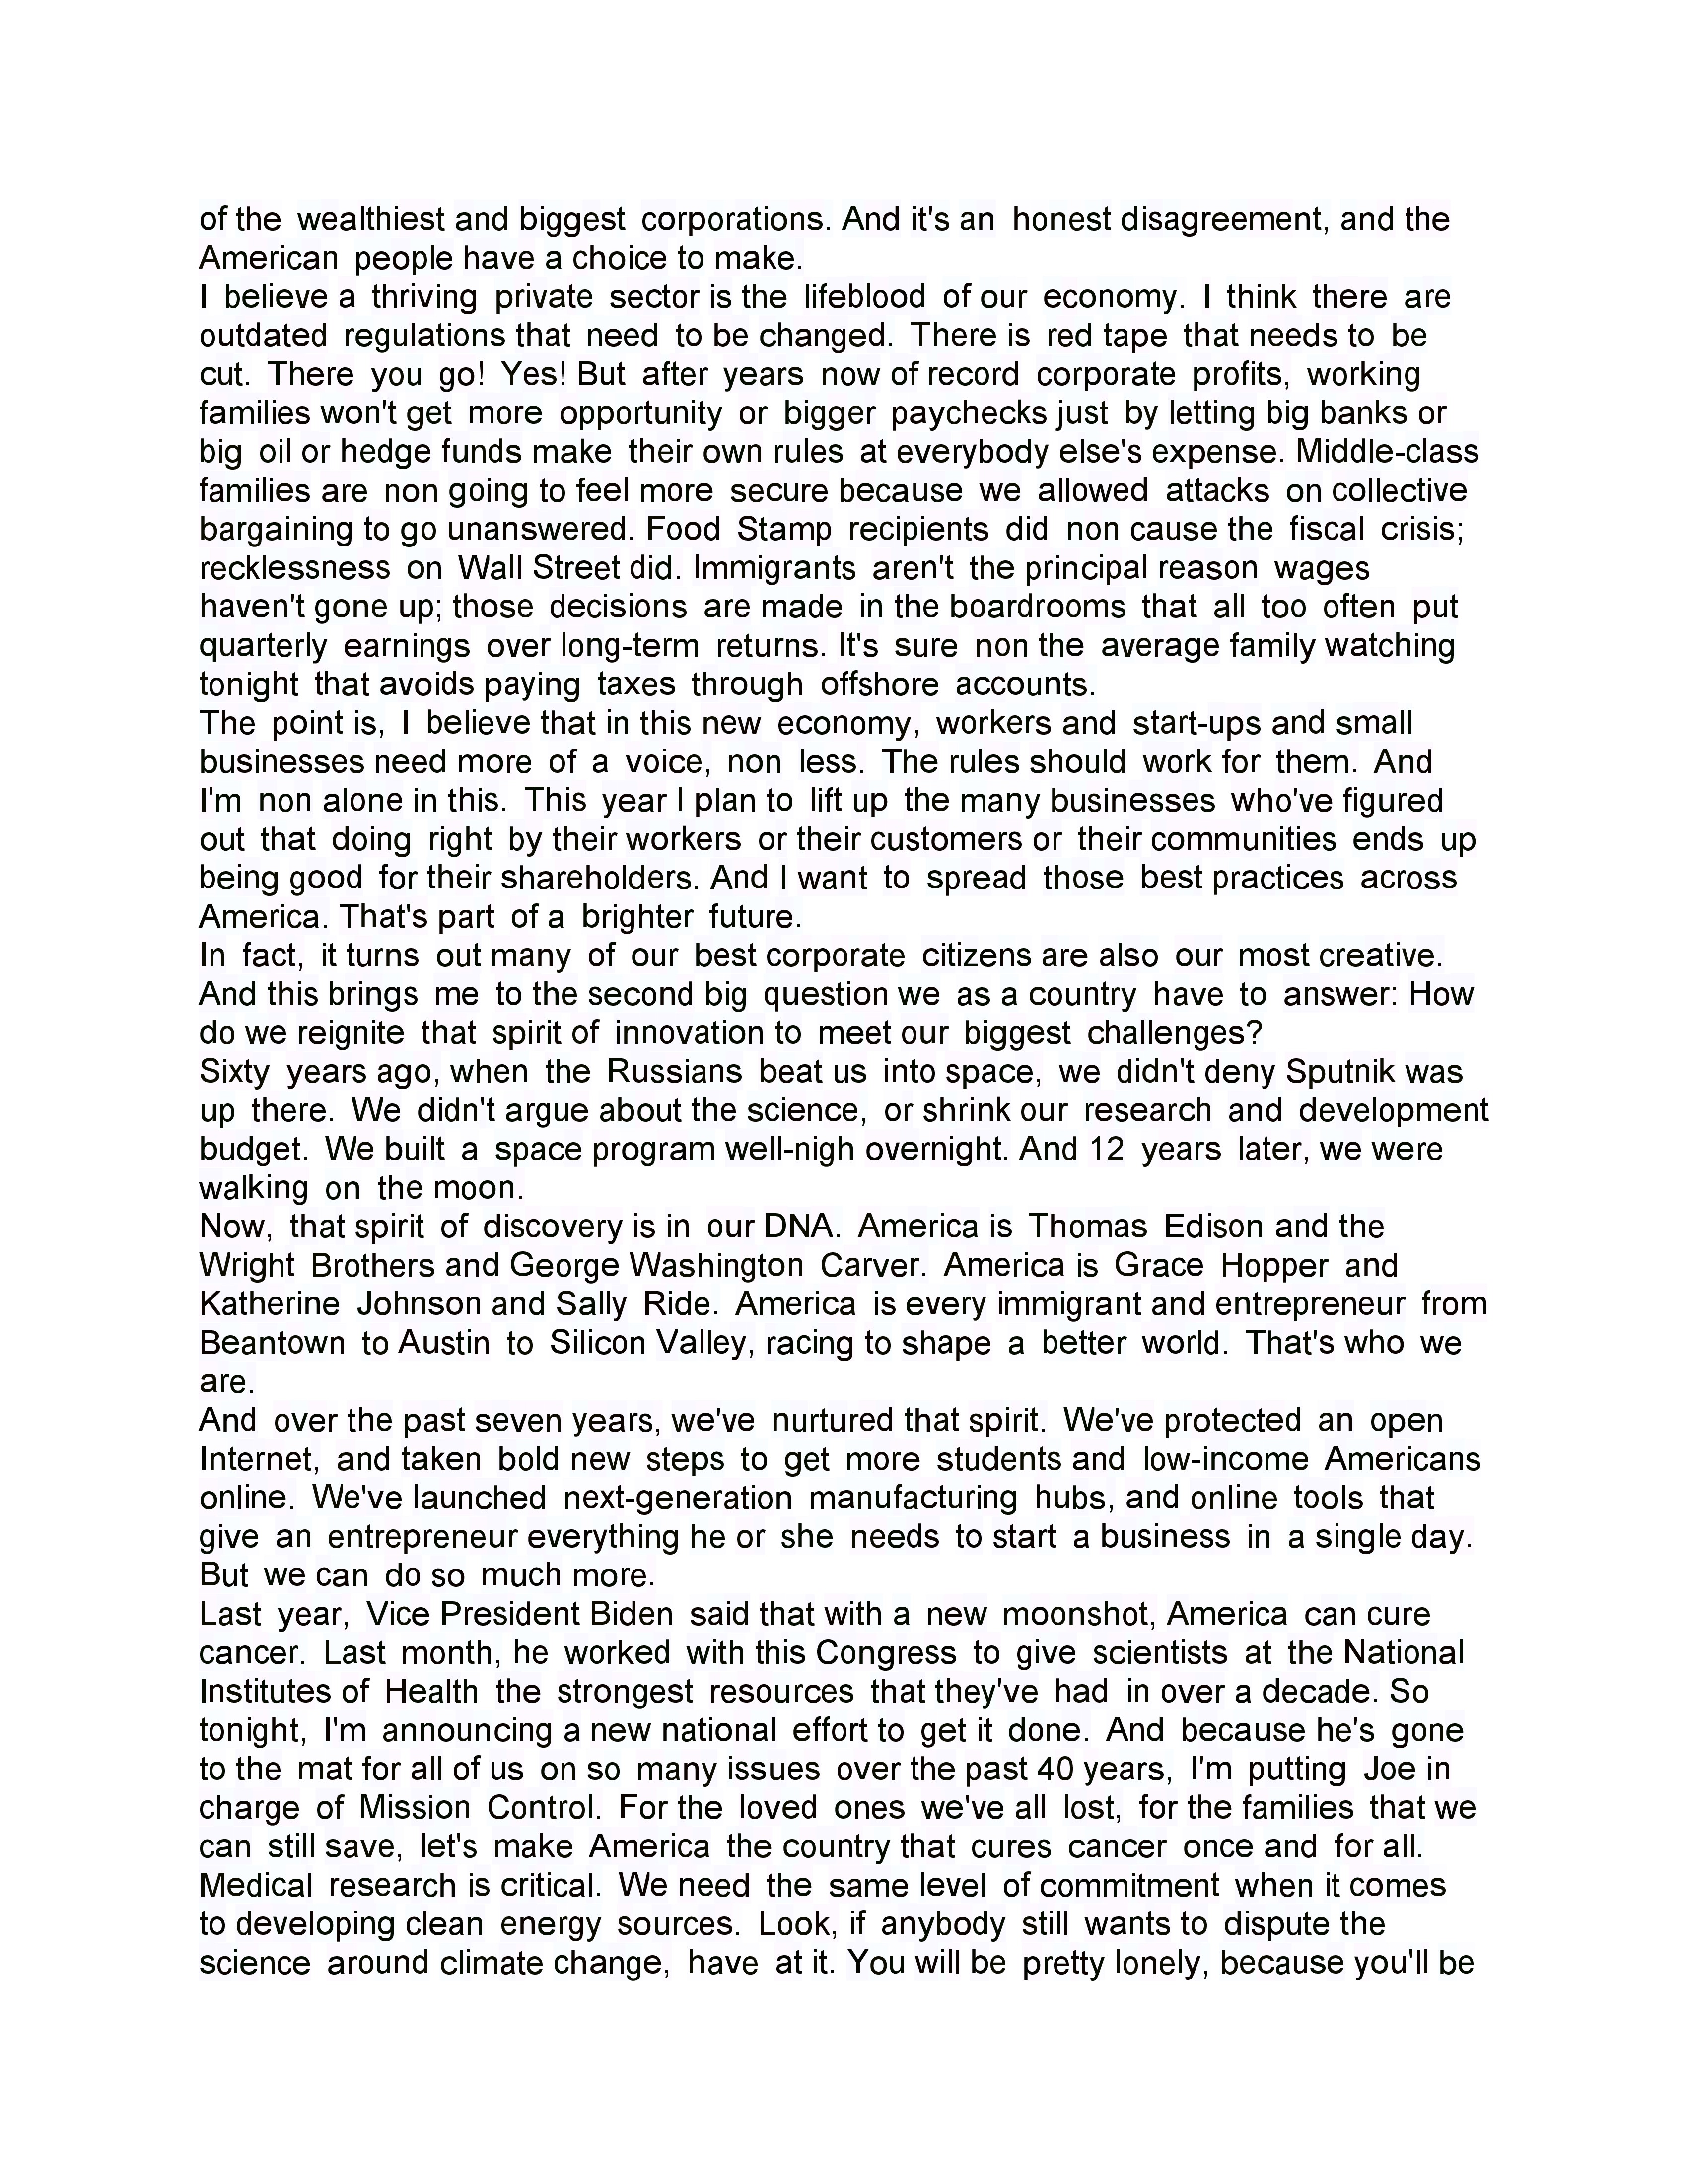 of the wealthiest and biggest corporations. And it's an honest disagreement, and the
American people have a choice to make.
I believe a thriving private sector is the lifeblood of our economy. I think there are
outdated regulations that need to be changed. There is red tape that needs to be
cut. There you go! Yes! But after years now of record corporate profits, working
families won't get more opportunity or bigger paychecks just by letting big banks or
big oil or hedge funds make their own rules at everybody else's expense. Middle-class
families are non going to feel more secure because we allowed attacks on collective
bargaining to go unanswered. Food Stamp recipients did non cause the fiscal crisis;
recklessness on Wall Street did. Immigrants aren't the principal reason wages
haven't gone up; those decisions are made in the boardrooms that all too often put
quarterly earnings over long-term returns. It's sure non the average family watching
tonight that avoids paying taxes through offshore accounts.
The point is, I believe that in this new economy, workers and start-ups and small
businesses need more of a voice, non less. The rules should work for them. And
I'm non alone in this. This year I plan to lift up the many businesses who've figured
out that doing right by their workers or their customers or their communities ends up
being good for their shareholders. And I want to spread those best practices across
America. That's part of a brighter future.
In fact, it turns out many of our best corporate citizens are also our most creative.
And this brings me to the second big question we as a country have to answer: How
do we reignite that spirit of innovation to meet our biggest challenges?
Sixty years ago, when the Russians beat us into space, we didn't deny Sputnik was
up there. We didn't argue about the science, or shrink our research and development
budget. We built a space program well-nigh overnight. And 12 years later, we were
walking on the moon.
Now, that spirit of discovery is in our DNA. America is Thomas Edison and the
Wright Brothers and George Washington Carver. America is Grace Hopper and
Katherine Johnson and Sally Ride. America is every immigrant and entrepreneur from
Beantown to Austin to Silicon Valley, racing to shape a better world. That's who we
are.
And over the past seven years, we've nurtured that spirit. We've protected an open
Internet, and taken bold new steps to get more students and low-income Americans
online. We've launched next-generation manufacturing hubs, and online tools that
give an entrepreneur everything he or she needs to start a business in a single day.
But we can do so much more.
Last year, Vice President Biden said that with a new moonshot, America can cure
cancer. Last month, he worked with this Congress to give scientists at the National
Institutes of Health the strongest resources that they've had in over a decade. So
tonight, I'm announcing a new national effort to get it done. And because he's gone
to the mat for all of us on so many issues over the past 40 years, I'm putting Joe in
charge of Mission Control. For the loved ones we've all lost, for the families that we
can still save, let's make America the country that cures cancer once and for all.
Medical research is critical. We need the same level of commitment when it comes
to developing clean energy sources. Look, if anybody still wants to dispute the
science around climate change, have at it. You will be pretty lonely, because you'll be